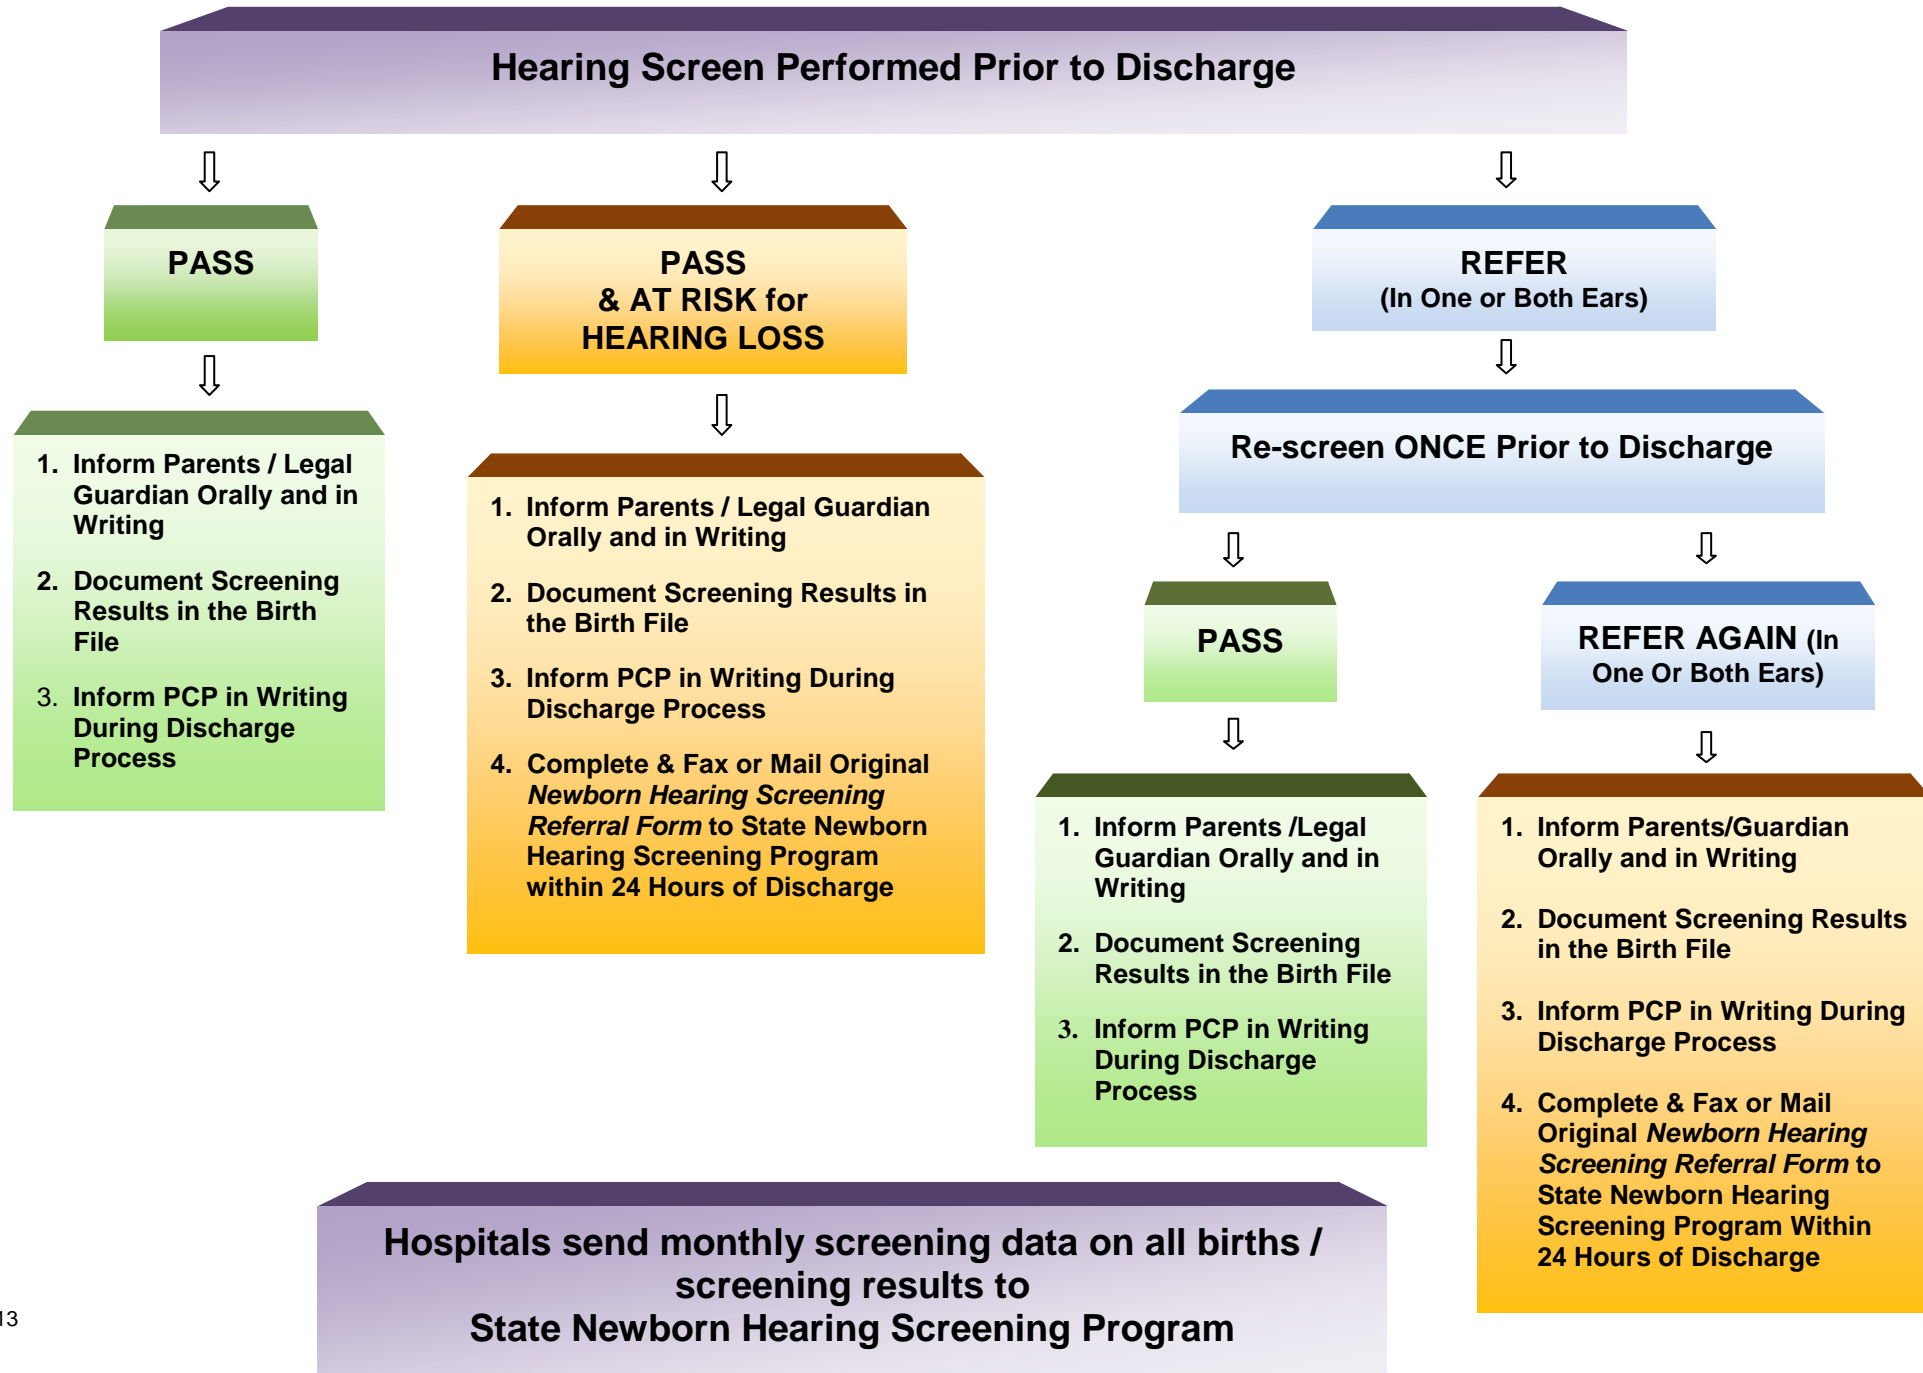 Hearing Screen Performed Prior to Discharge
PASS
1. Inform Parents / Legal
Guardian Orally and in
Writing
2. Document Screening
Results in the Birth
File
3. Inform PCP in Writing
During Discharge
Process
PASS
& AT RISK for
HEARING LOSS
1. Inform Parents / Legal Guardian
Orally and in Writing
2. Document Screening Results in
the Birth File
3. Inform PCP in Writing During
Discharge Process
4. Complete & Fax or Mail Original
Newborn Hearing Screening
Referral Form to State Newborn
Hearing Screening Program
within 24 Hours of Discharge
REFER
(In One or Both Ears)
Re-screen ONCE Prior to Discharge
PASS
1. Inform Parents /Legal
Guardian Orally and in
Writing
2. Document Screening
Results in the Birth File
3. Inform PCP in Writing
During Discharge
Process
REFER AGAIN (In
One Or Both Ears)
1. Inform Parents/Guardian
Orally and in Writing
2. Document Screening Results
in the Birth File
3. Inform PCP in Writing During
Discharge Process
4. Complete & Fax or Mail
Original Newborn Hearing
Screening Referral Form to
State Newborn Hearing
Screening Program Within
24 Hours of Discharge
Hospitals send monthly screening data on all births /
screening results to
State Newborn Hearing Screening Program
13